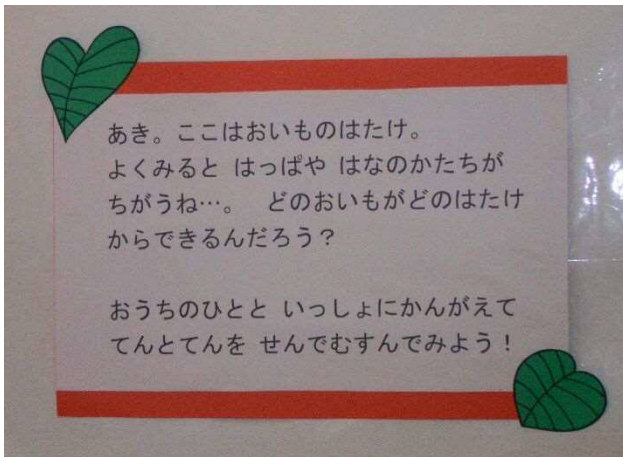 あき。ここはおいものはたけ。
よくみると はっぱや はなのかたちが
ちがうね…。 どのおいもがどのはたけ
からできるんだろう？
おうちのひとと いっしょにかんがえて
てんとてんを せんでむすんでみよう！